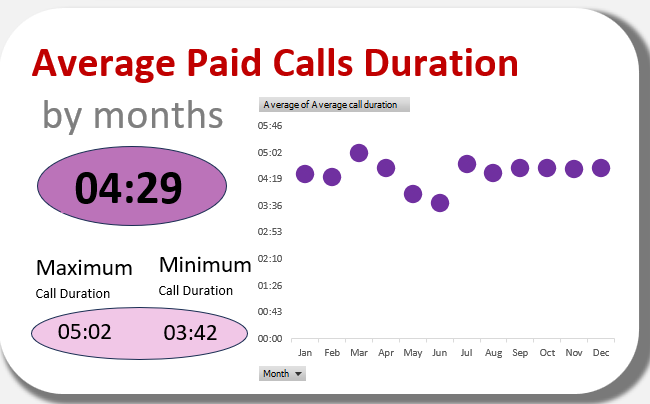 Average Paid Calls Duration
by months
04:29
Maximum
Call Duration
05:02
Minimum
Call Duration
03:42
Average of Average call duration
05:46
05:02
04:19
03:36
02:53
02:10
01:26
00:43
00:00
Jan Feb Mar Apr May Jun Jul Aug Sep Oct Nov Dec
Month